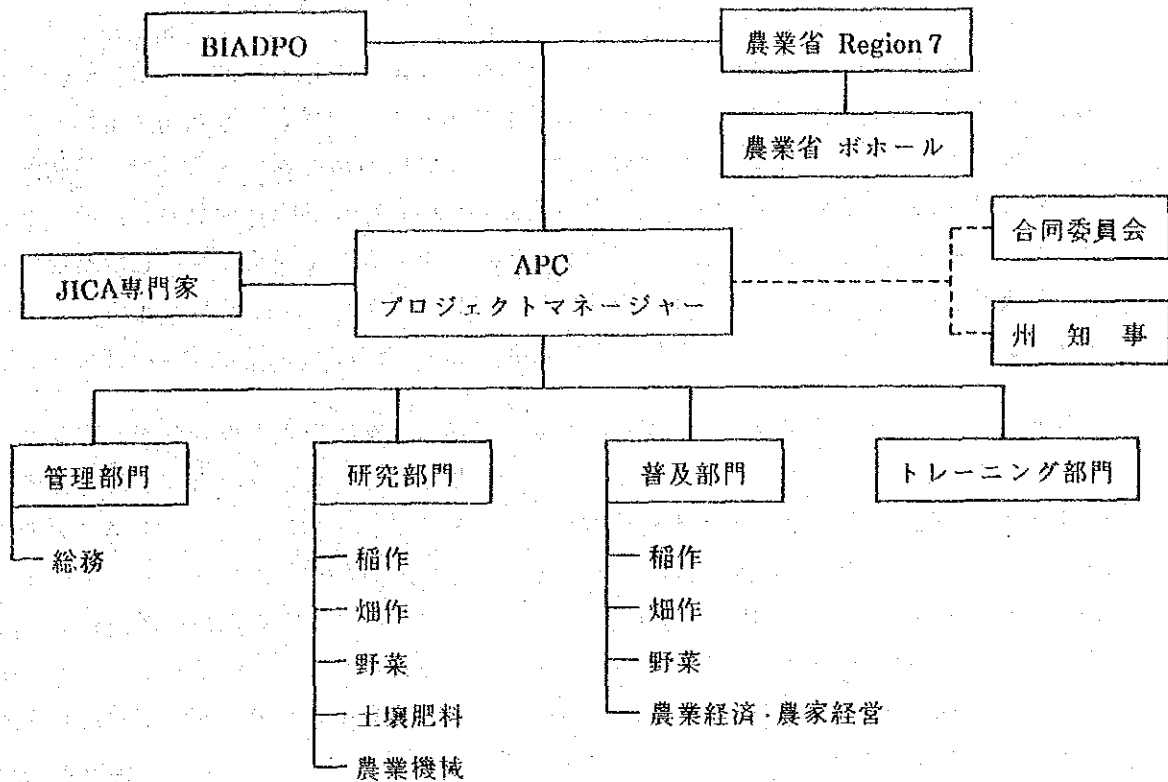 BIADPO
農業省 Region 7
農業省 ボホール
合同委員会
APC
プロジェクトマネージャー
JICA専門家
州知事
管理部門
研究部門
普及部門
トレーニング部門
総務
稲作
畑作
野菜
土壌肥料
農業機械
稲作
畑作
野菜
農業経済・農家経営